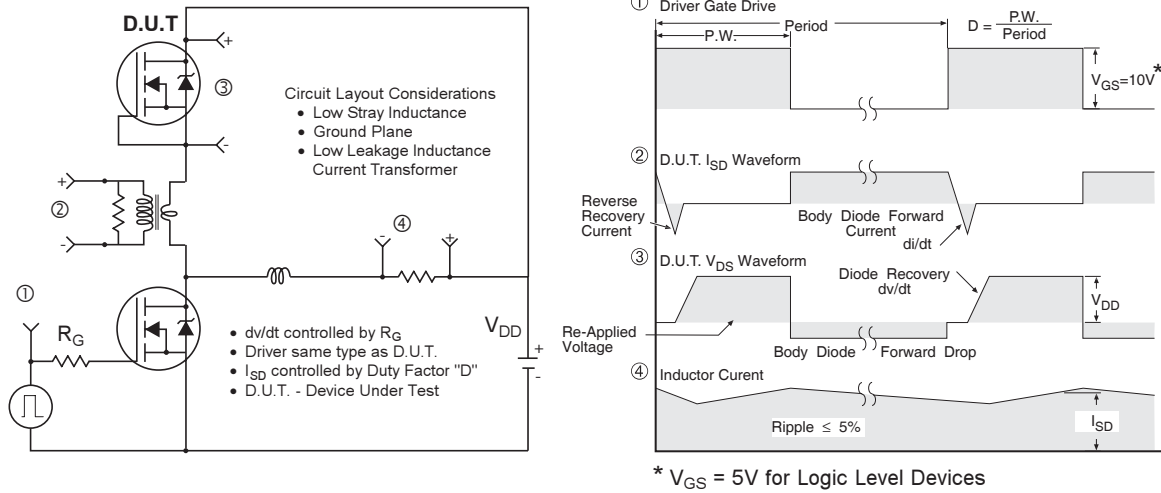 D.U.T
+
③
-
Circuit Layout Considerations
• Low Stray Inductance
• Ground Plane
• Low Leakage Inductance
Current Transformer
+
②
-
④
-
+
①
R_G
V_DD
+
-
• dv/dt controlled by R_G
• Driver same type as D.U.T.
• I_SD controlled by Duty Factor "D"
• D.U.T. - Device Under Test
① Driver Gate Drive
P.W.
Period
D = P.W.
Period
V_GS=10V*
② D.U.T. I_SD Waveform
Reverse
Recovery
Current
Body Diode Forward
Current
di/dt
③ D.U.T. V_DS Waveform
Diode Recovery
dv/dt
V_DD
Re-Applied
Voltage
Body Diode Forward Drop
④ Inductor Curent
Ripple ≤ 5%
I_SD
* V_GS = 5V for Logic Level Devices